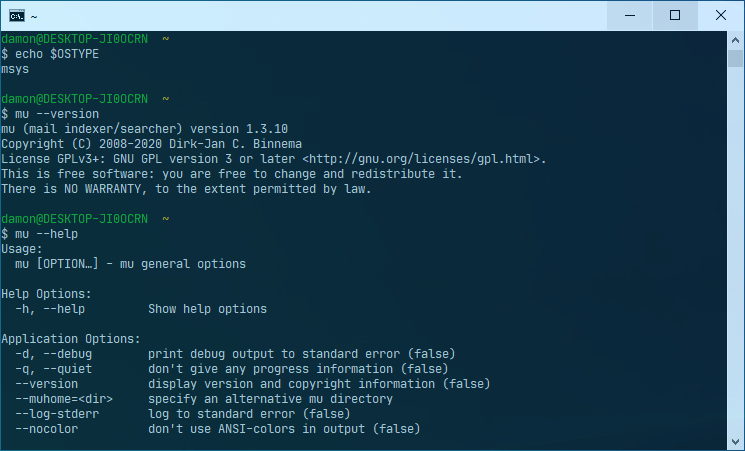 C:\. ~
damon@DESKTOP-JI0OCRN ~
$ echo $OSTYPE
msys
damon@DESKTOP-JI0OCRN ~
$ mu --version
mu (mail indexer/searcher) version 1.3.10
Copyright (C) 2008-2020 Dirk-Jan C. Binnema
License GPLv3+: GNU GPL version 3 or later <http://gnu.org/licenses/gpl.html>.
This is free software: you are free to change and redistribute it.
There is NO WARRANTY, to the extent permitted by law.
damon@DESKTOP-JI0OCRN ~
$ mu --help
Usage:
  mu [OPTION…] - mu general options
Help Options:
  -h, --help         Show help options
Application Options:
  -d, --debug        print debug output to standard error (false)
  -q, --quiet        don't give any progress information (false)
  --version          display version and copyright information (false)
  --muhome=<dir>     specify an alternative mu directory
  --log-stderr       log to standard error (false)
  --nocolor          don't use ANSI-colors in output (false)